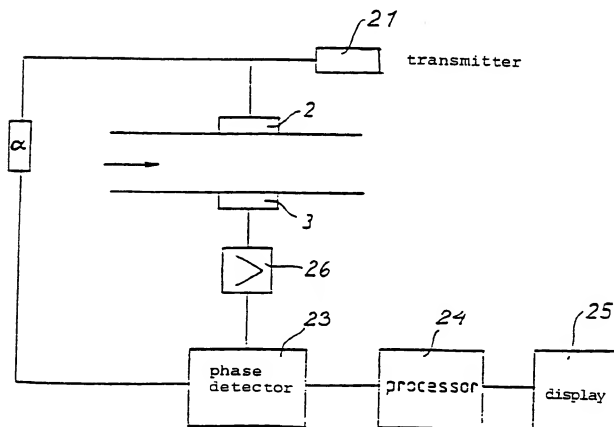 21
transmitter
2
α
3
26
23
24
25
phase
detector
processor
display